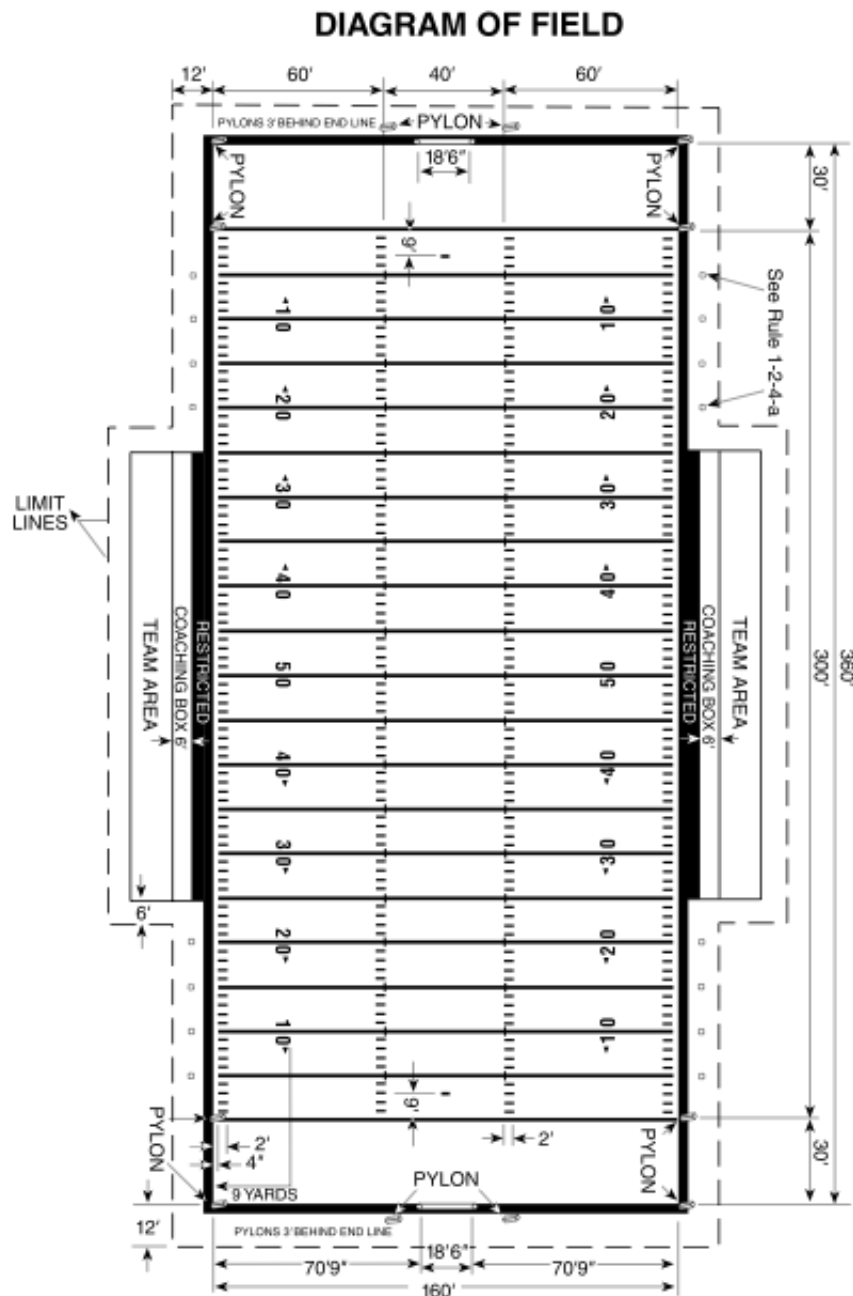 DIAGRAM OF FIELD
12' 60' 40' 60'
PYLONS 3' BEHIND END LINE PYLON
18'6"
PYLON
PYLON
30'
9'
See Rule 1-2-4-a
10 10
20 20
30 30
LIMIT
LINES
40 40
TEAM AREA
COACHING BOX 6'
RESTRICTED
50 50
RESTRICTED
COACHING BOX 6'
TEAM AREA
300'
360'
40 40
30 30
6'
20 20
10 10
9'
PYLON
2'
4"
2'
PYLON
30'
9 YARDS
PYLON
12'
PYLONS 3' BEHIND END LINE
18'6"
70'9" 70'9"
160'